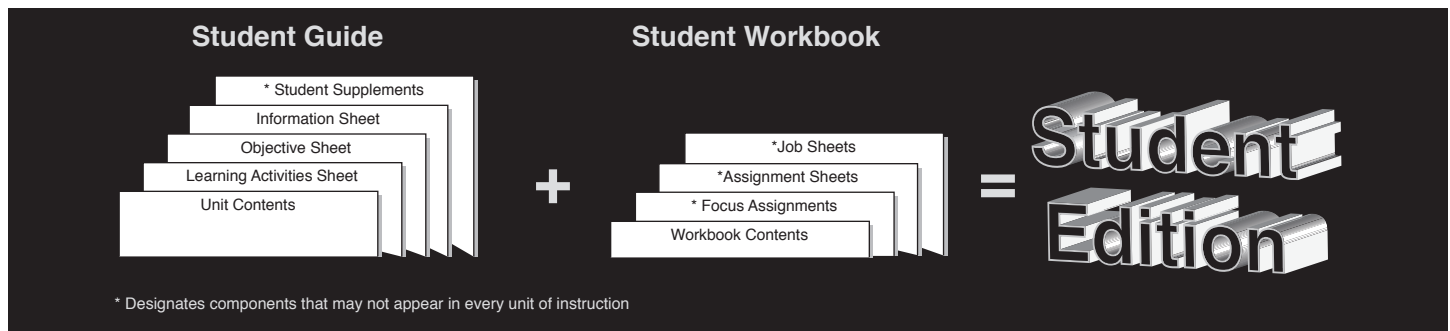 Student Guide
* Student Supplements
Information Sheet
Objective Sheet
Learning Activities Sheet
Unit Contents
+
Student Workbook
*Job Sheets
*Assignment Sheets
* Focus Assignments
Workbook Contents
=
Student
Edition
* Designates components that may not appear in every unit of instruction